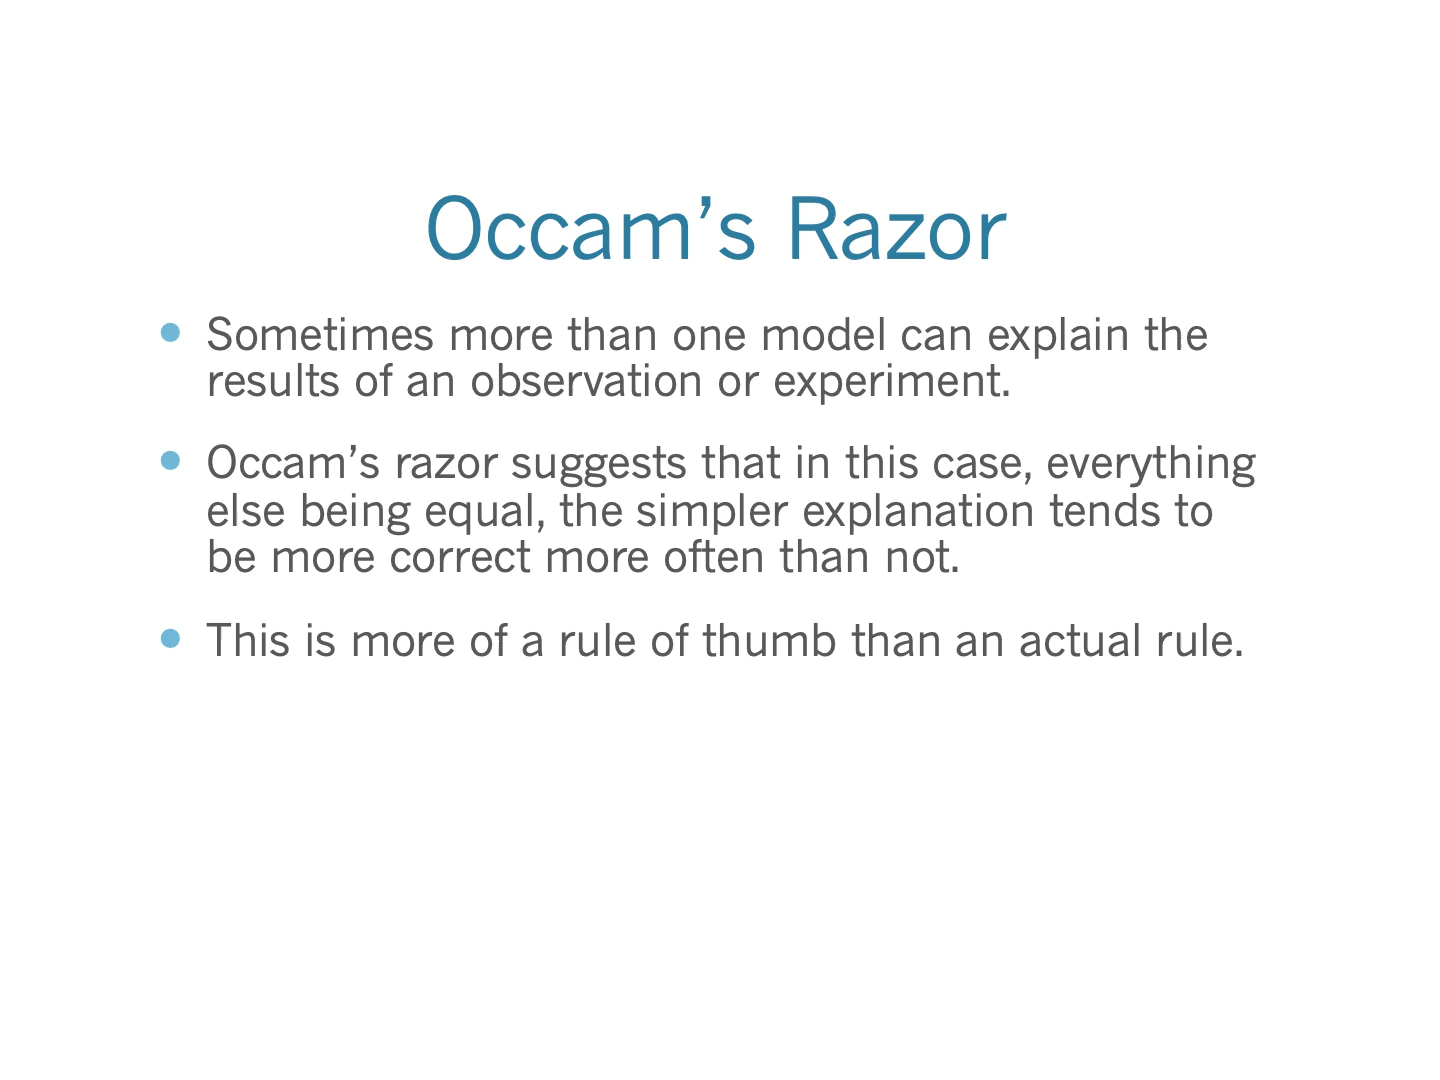 Occam’s Razor
• Sometimes more than one model can explain the
results of an observation or experiment.
• Occam’s razor suggests that in this case, everything
else being equal, the simpler explanation tends to
be more correct more often than not.
• This is more of a rule of thumb than an actual rule.